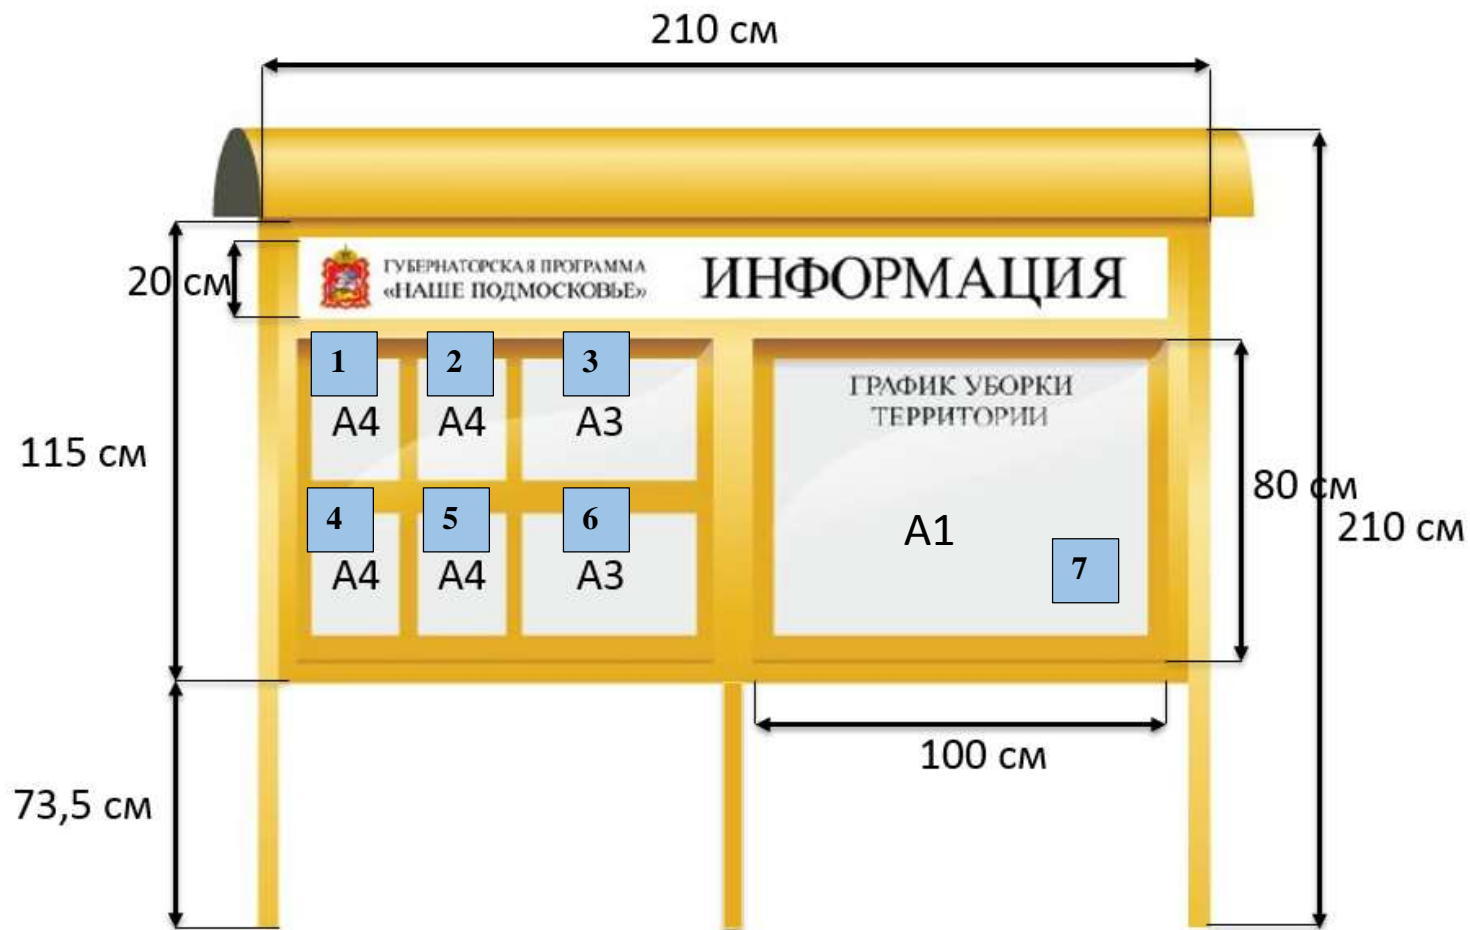 210 см
20 см
ГУБЕРНАТОРСКАЯ ПРОГРАММА
«НАШЕ ПОДМОСКОВЬЕ»
ИНФОРМАЦИЯ
1
2
3
А4
А4
А3
4
5
6
А4
А4
А3
ГРАФИК УБОРКИ
ТЕРРИТОРИИ
А1
7
115 см
80 см
210 см
100 см
73,5 см